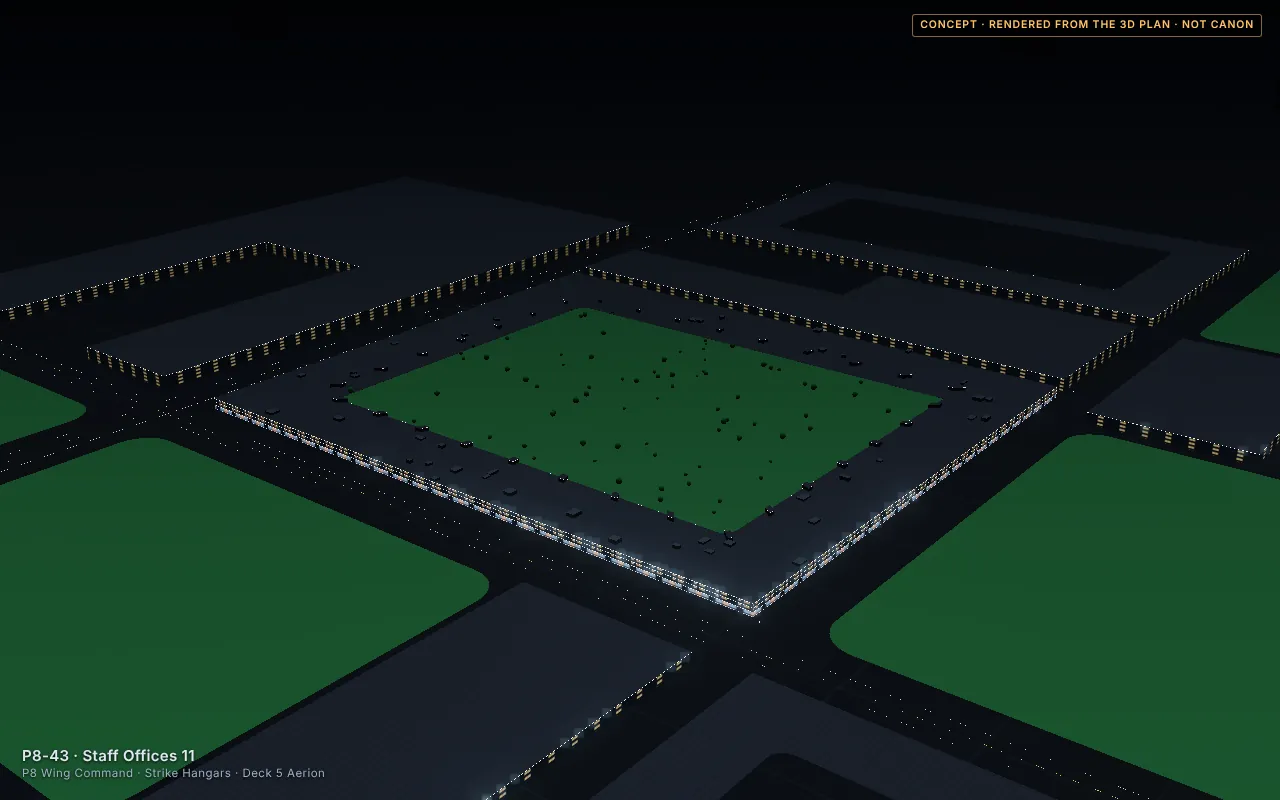 CONCEPT · RENDERED FROM THE 3D PLAN · NOT CANON
P8-43 · Staff Offices 11
P8 Wing Command · Strike Hangars · Deck 5 Aerion